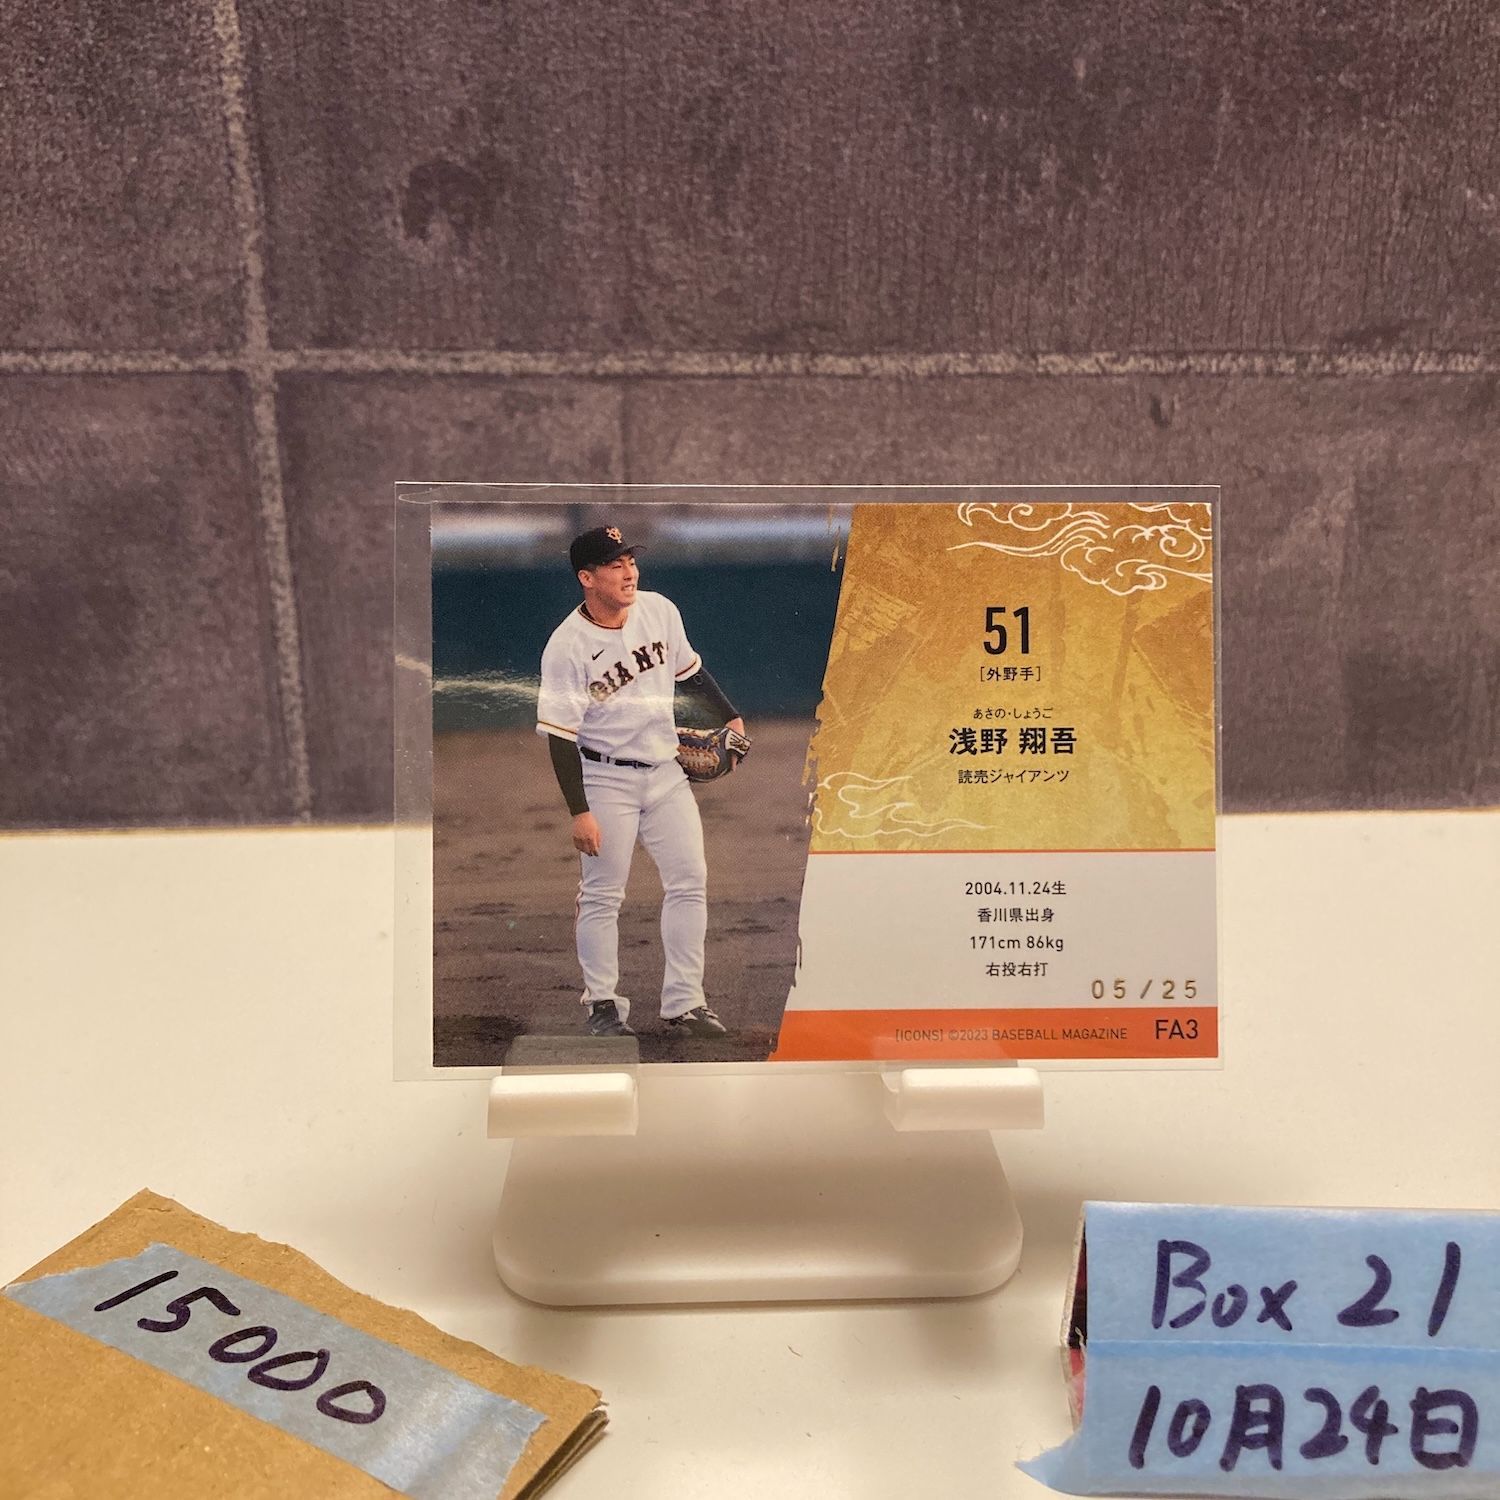 GIANTS
51
[外野手]
あさの・しょうご
浅野 翔吾
読売ジャイアンツ
2004.11.24生
香川県出身
171cm 86kg
右投右打
05/25
[ICONS] ©2023 BASEBALL MAGAZINE FA3
15000
Box 21
10月24日